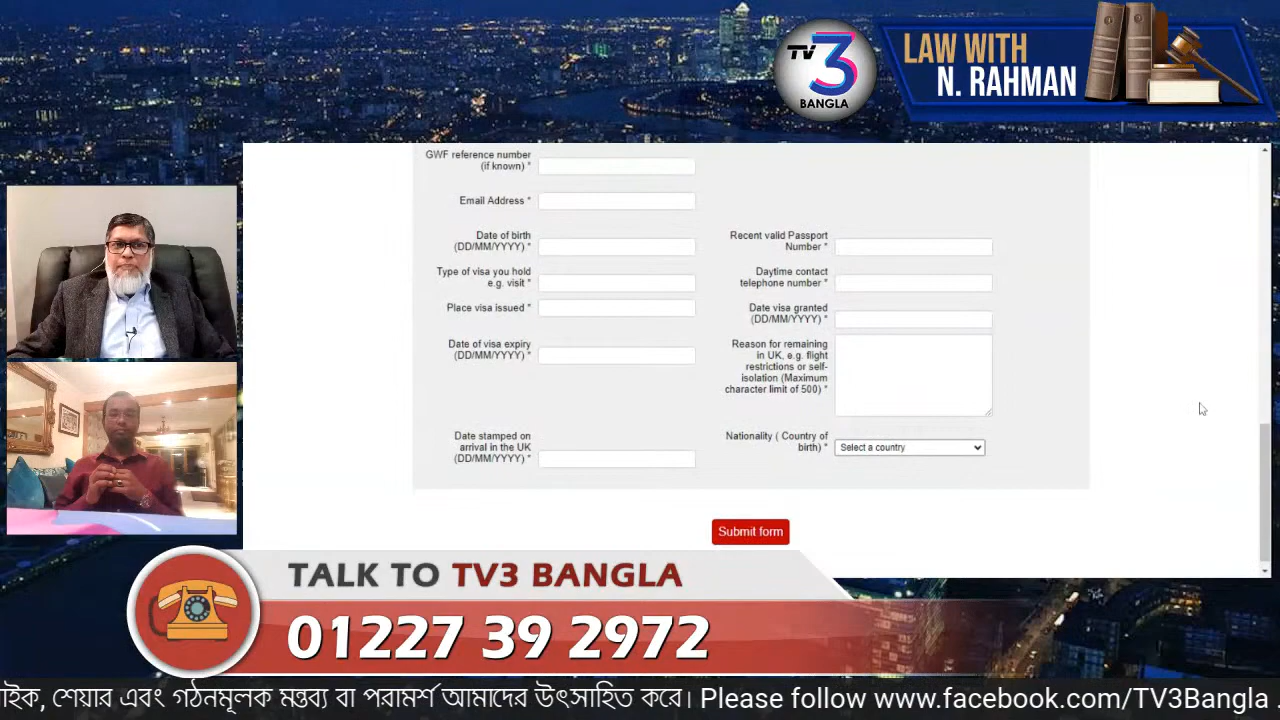 TV3
BANGLA
LAW WITH
N. RAHMAN
GWF reference number
(if known) *
Email Address *
Date of birth
(DD/MM/YYYY) *
Recent valid Passport
Number *
Type of visa you hold
e.g. visit *
Daytime contact
telephone number *
Place visa issued *
Date visa granted
(DD/MM/YYYY) *
Date of visa expiry
(DD/MM/YYYY) *
Reason for remaining
in UK, e.g. flight
restrictions or self-
isolation (Maximum
character limit of 500) *
Date stamped on
arrival in the UK
(DD/MM/YYYY) *
Nationality ( Country of
birth) *
Select a country
Submit form
TALK TO TV3 BANGLA
01227 39 2972
শেয়ার এবং গঠনমূলক মন্তব্য বা পরামর্শ আমাদের উৎসাহিত করে। Please follow www.facebook.com/TV3Bangla